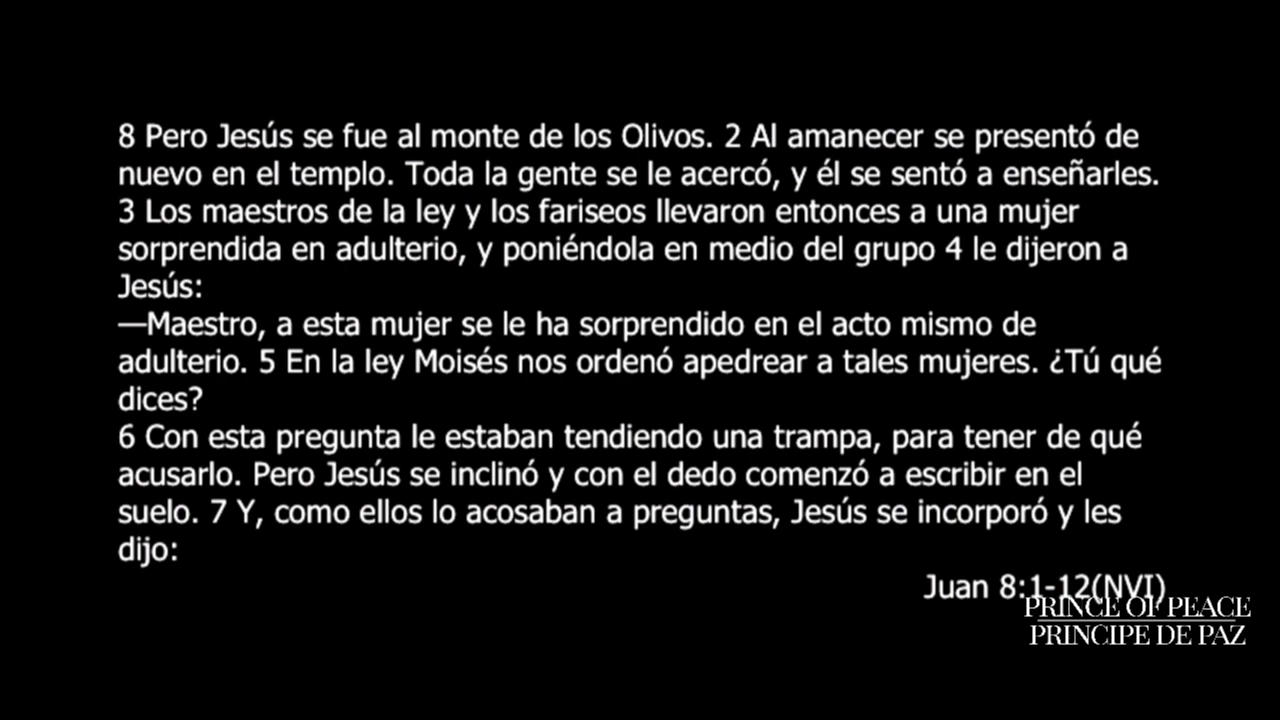 8 Pero Jesús se fue al monte de los Olivos. 2 Al amanecer se presentó de
nuevo en el templo. Toda la gente se le acercó, y él se sentó a enseñarles.
3 Los maestros de la ley y los fariseos llevaron entonces a una mujer
sorprendida en adulterio, y poniéndola en medio del grupo 4 le dijeron a
Jesús:
—Maestro, a esta mujer se le ha sorprendido en el acto mismo de
adulterio. 5 En la ley Moisés nos ordenó apedrear a tales mujeres. ¿Tú qué
dices?
6 Con esta pregunta le estaban tendiendo una trampa, para tener de qué
acusarlo. Pero Jesús se inclinó y con el dedo comenzó a escribir en el
suelo. 7 Y, como ellos lo acosaban a preguntas, Jesús se incorporó y les
dijo:
Juan 8:1-12(NVI)
PRINCE OF PEACE
PRINCIPE DE PAZ